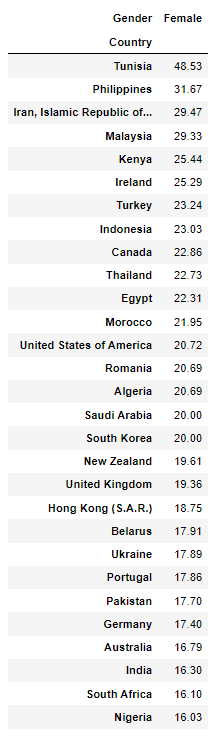 Gender Female
Country
Tunisia 48.53
Philippines 31.67
Iran, Islamic Republic of... 29.47
Malaysia 29.33
Kenya 25.44
Ireland 25.29
Turkey 23.24
Indonesia 23.03
Canada 22.86
Thailand 22.73
Egypt 22.31
Morocco 21.95
United States of America 20.72
Romania 20.69
Algeria 20.69
Saudi Arabia 20.00
South Korea 20.00
New Zealand 19.61
United Kingdom 19.36
Hong Kong (S.A.R.) 18.75
Belarus 17.91
Ukraine 17.89
Portugal 17.86
Pakistan 17.70
Germany 17.40
Australia 16.79
India 16.30
South Africa 16.10
Nigeria 16.03